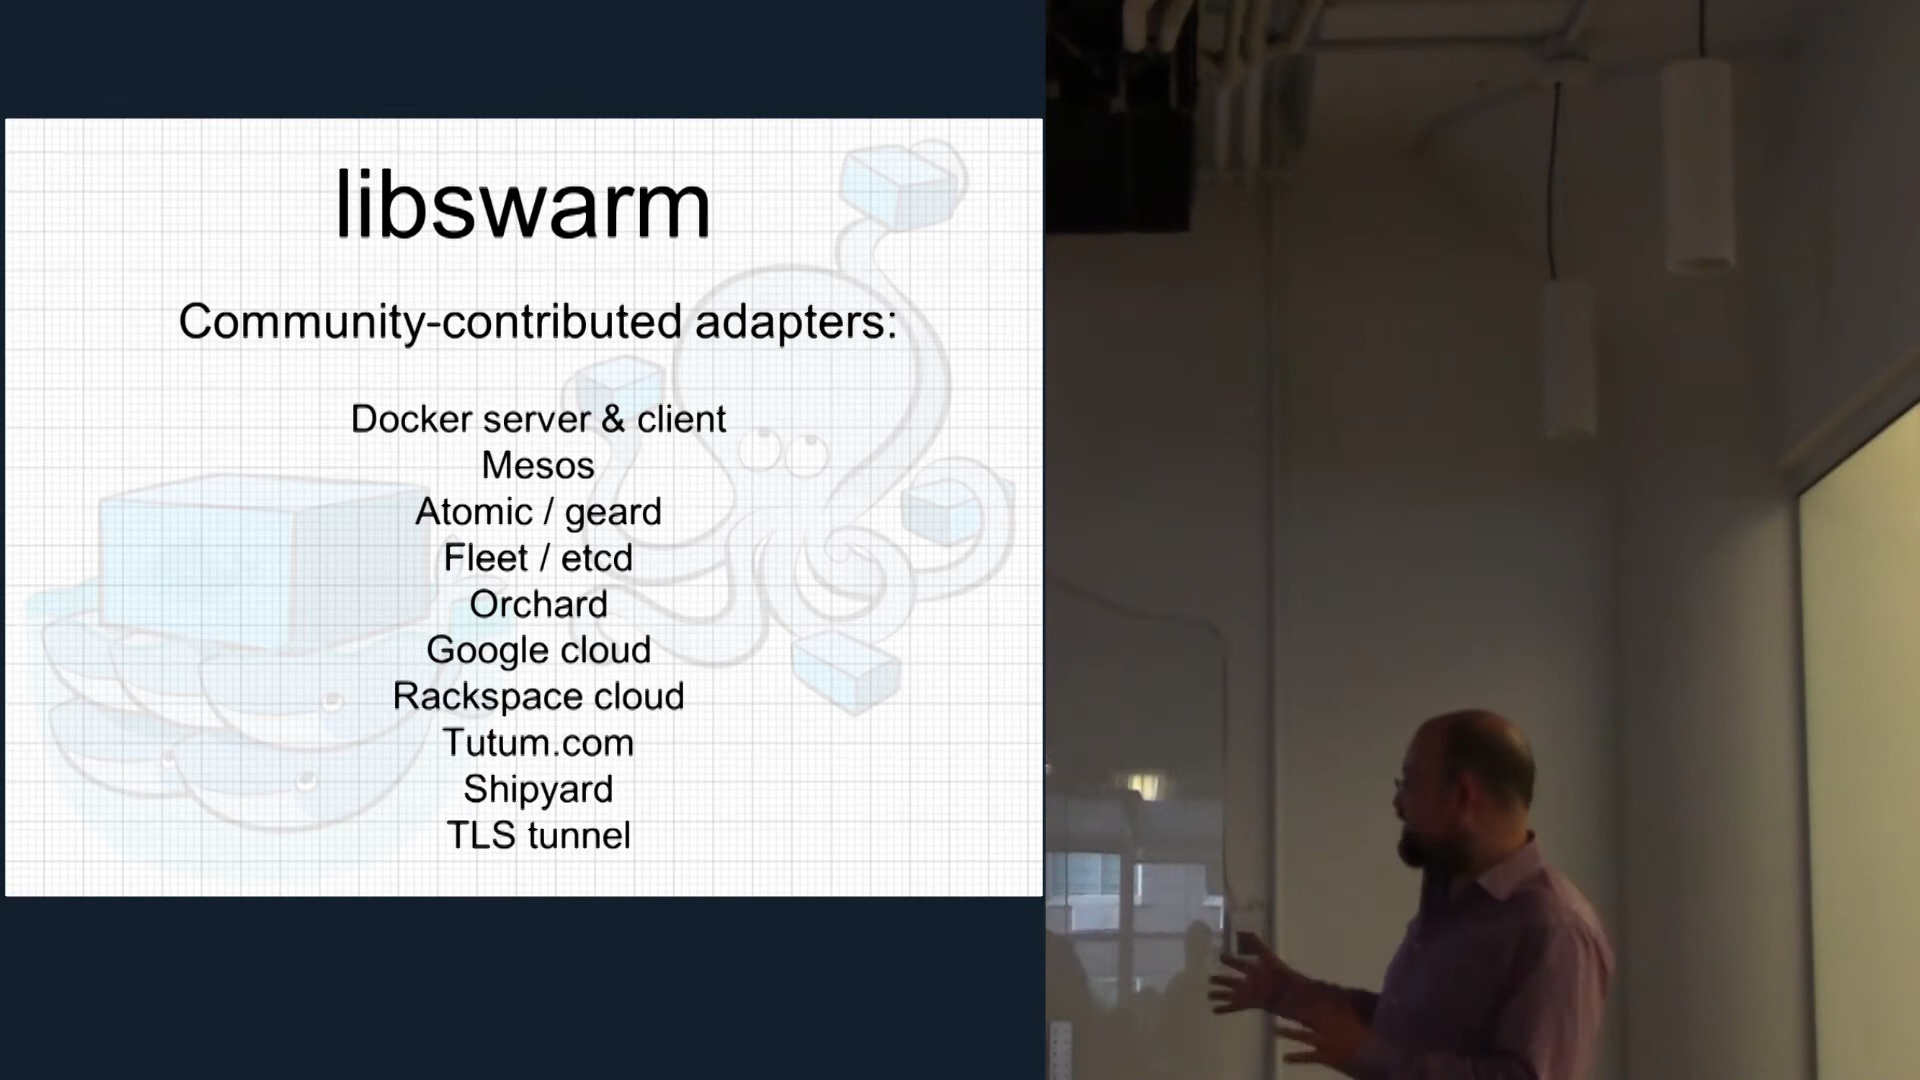 libswarm
Community-contributed adapters:
Docker server & client
Mesos
Atomic / geard
Fleet / etcd
Orchard
Google cloud
Rackspace cloud
Tutum.com
Shipyard
TLS tunnel